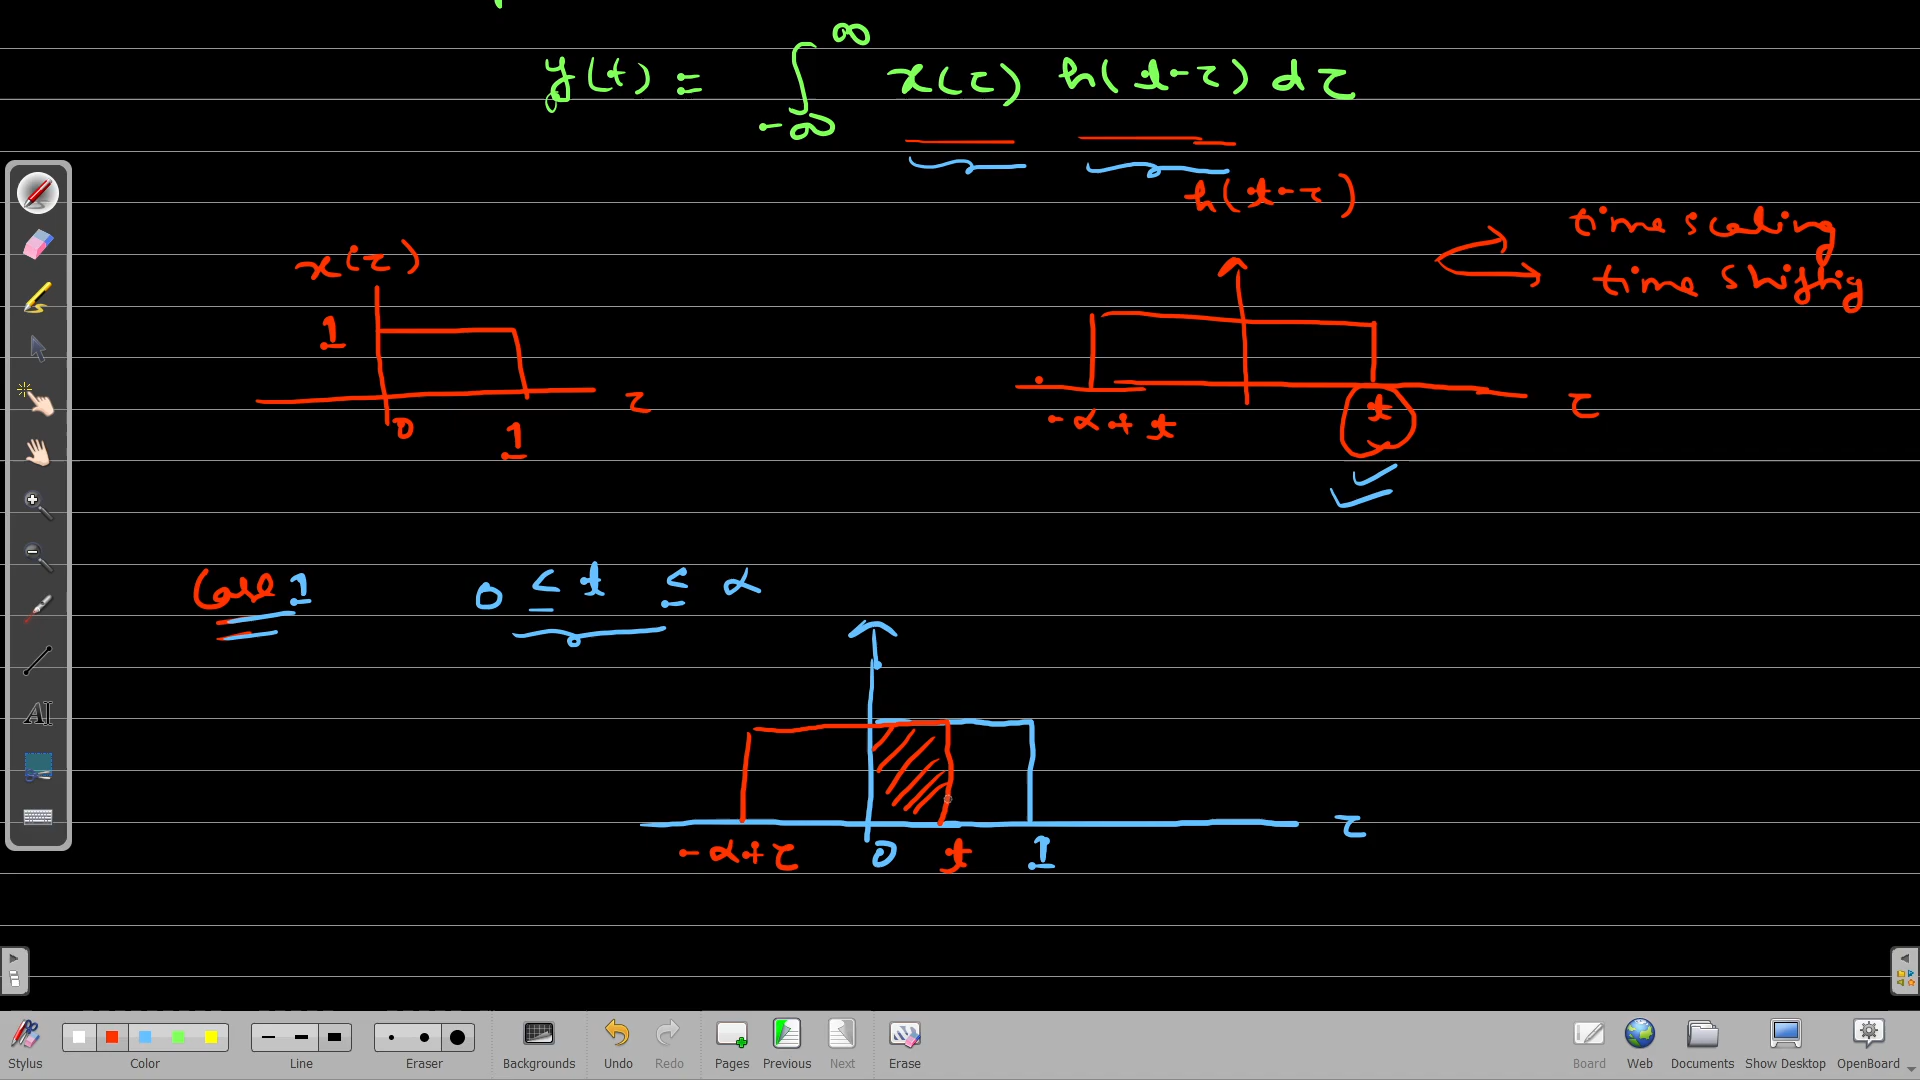 y(t) = ∫ -∞ ∞ x(τ) h(t-τ) dτ
h(t-τ)
time scaling
x(τ)
time shiftig
1
τ
-α+t
t
τ
0
1
Case 1
0 ≤ t ≤ α
-α+τ
0
t
1
τ
Stylus
Color
Line
Eraser
Backgrounds
Undo
Redo
Pages
Previous
Next
Erase
Board
Web
Documents
Show Desktop
OpenBoard